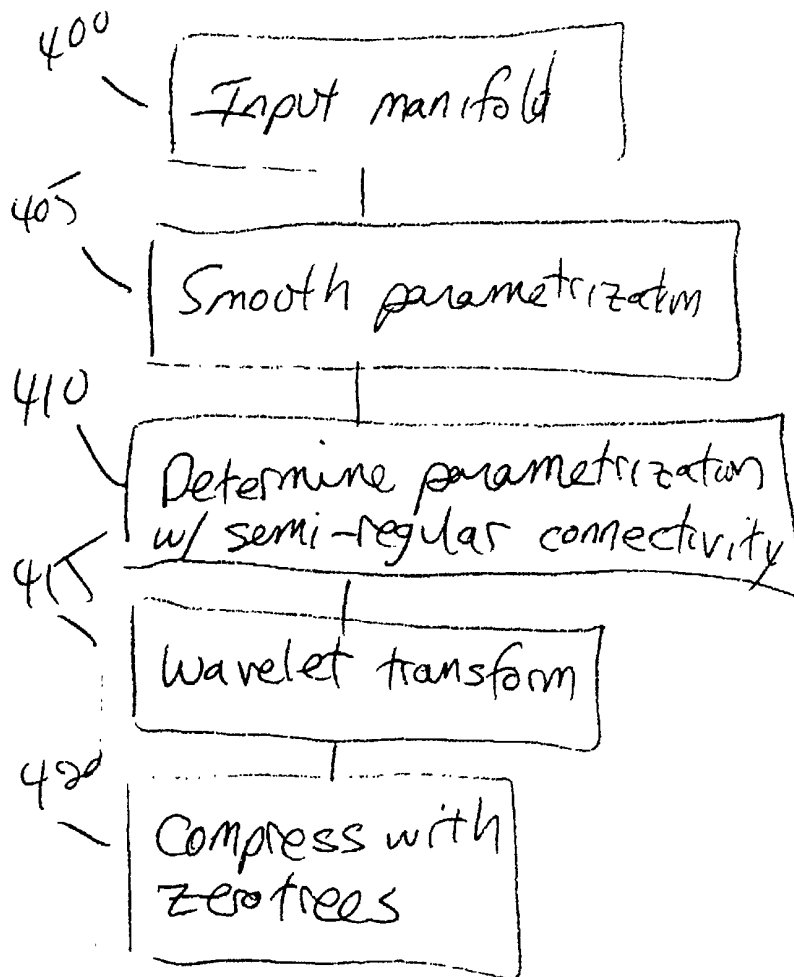 400
Input manifold
405
Smooth parametrization
410
Determine parametrization
w/ semi-regular connectivity
415
Wavelet transform
420
Compress with
zerotrees